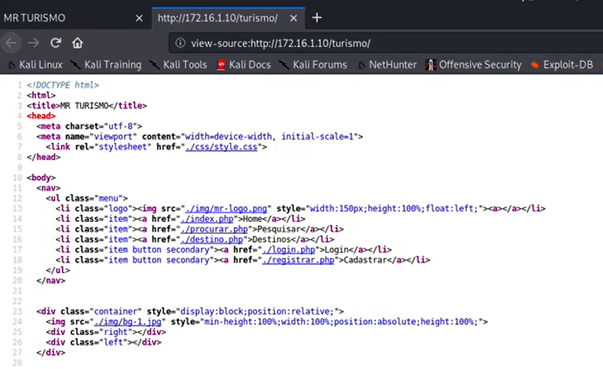 MR TURISMO × http://172.16.1.10/turismo/ × +
view-source:http://172.16.1.10/turismo/
Kali Linux Kali Training Kali Tools Kali Docs Kali Forums NetHunter Offensive Security Exploit-DB
1 <!DOCTYPE html>
2 <html>
3 <title>MR TURISMO</title>
4 <head>
5 <meta charset="utf-8">
6 <meta name="viewport" content="width=device-width, initial-scale=1">
7 <link rel="stylesheet" href="./css/style.css">
8 </head>
9
10 <body>
11 <nav>
12 <ul class="menu">
13 <li class="logo"><img src="./img/mr-logo.png" style="width:150px;height:100%;float:left;"><a></a></li>
14 <li class="item"><a href="./index.php">Home</a></li>
15 <li class="item"><a href="./procurar.php">Pesquisar</a></li>
16 <li class="item"><a href="./destino.php">Destinos</a></li>
17 <li class="item button secondary"><a href="./login.php">Login</a></li>
18 <li class="item button secondary"><a href="./registrar.php">Cadastrar</a></li>
19 </ul>
20 </nav>
21
22
23 <div class="container" style="display:block;position:relative;">
24 <img src="./img/bg-1.jpg" style="min-height:100%;width:100%;position:absolute;height:100%;">
25 <div class="right"></div>
26 <div class="left"></div>
27 </div>
28